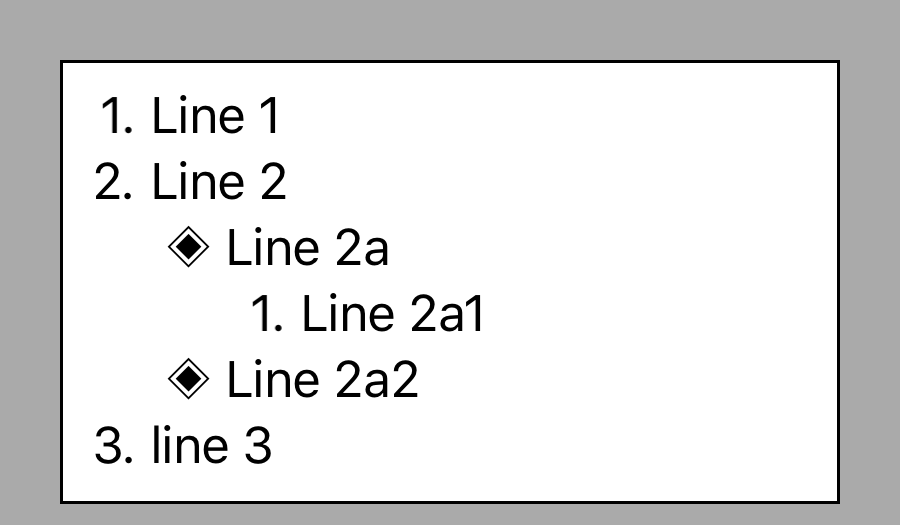 1. Line 1
2. Line 2
◈ Line 2a
1. Line 2a1
◈ Line 2a2
3. line 3